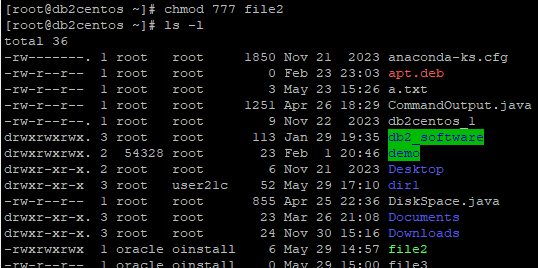 [root@db2centos ~]# chmod 777 file2
[root@db2centos ~]# ls -l
total 36
-rw-------. 1 root   root     1850 Nov 21  2023 anaconda-ks.cfg
-rw-r--r--  1 root   root        0 Feb 23 23:03 apt.deb
-rw-r--r--  1 root   root        3 May 23 15:26 a.txt
-rw-r--r--  1 root   root     1251 Apr 26 18:29 CommandOutput.java
-rw-r--r--. 1 root   root        9 Nov 22  2023 db2centos_1
drwxrwxrwx. 3 root   root      113 Jan 29 19:35 db2_software
drwxrwxrwx. 2  54328 root       23 Feb  1 20:46 demo
drwxr-xr-x. 2 root   root        6 Nov 21  2023 Desktop
drwxr-xr-x  3 root   user2lc    52 May 29 17:10 dir1
-rw-r--r--  1 root   root      855 Apr 25 22:36 DiskSpace.java
drwxr-xr-x. 3 root   root       23 Mar 26 21:08 Documents
drwxr-xr-x. 3 root   root       24 Nov 30 15:16 Downloads
-rwxrwxrwx  1 oracle oinstall    6 May 29 14:57 file2
-rw-r--r--  1 oracle oinstall    0 May 29 15:00 file3